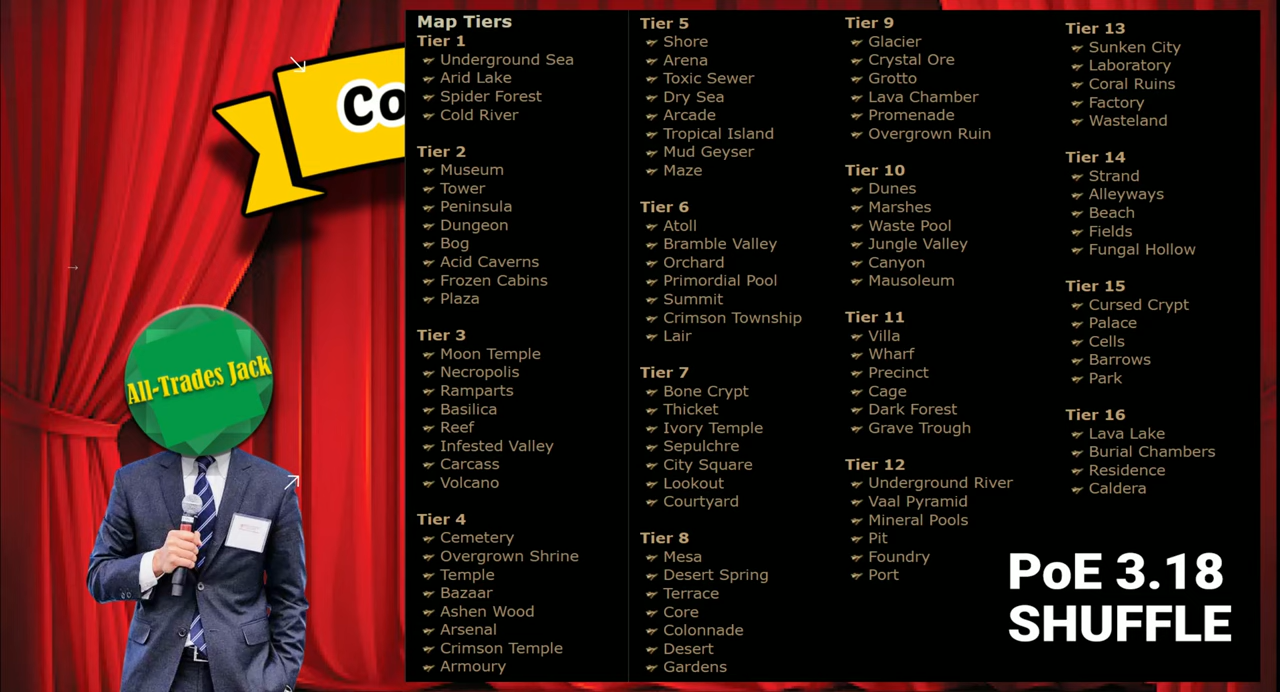 Co
All-Trades Jack
Map Tiers
Tier 1
Underground Sea
Arid Lake
Spider Forest
Cold River
Tier 2
Museum
Tower
Peninsula
Dungeon
Bog
Acid Caverns
Frozen Cabins
Plaza
Tier 3
Moon Temple
Necropolis
Ramparts
Basilica
Reef
Infested Valley
Carcass
Volcano
Tier 4
Cemetery
Overgrown Shrine
Temple
Bazaar
Ashen Wood
Arsenal
Crimson Temple
Armoury
Tier 5
Shore
Arena
Toxic Sewer
Dry Sea
Arcade
Tropical Island
Mud Geyser
Maze
Tier 6
Atoll
Bramble Valley
Orchard
Primordial Pool
Summit
Crimson Township
Lair
Tier 7
Bone Crypt
Thicket
Ivory Temple
Sepulchre
City Square
Lookout
Courtyard
Tier 8
Mesa
Desert Spring
Terrace
Core
Colonnade
Desert
Gardens
Tier 9
Glacier
Crystal Ore
Grotto
Lava Chamber
Promenade
Overgrown Ruin
Tier 10
Dunes
Marshes
Waste Pool
Jungle Valley
Canyon
Mausoleum
Tier 11
Villa
Wharf
Precinct
Cage
Dark Forest
Grave Trough
Tier 12
Underground River
Vaal Pyramid
Mineral Pools
Pit
Foundry
Port
Tier 13
Sunken City
Laboratory
Coral Ruins
Factory
Wasteland
Tier 14
Strand
Alleyways
Beach
Fields
Fungal Hollow
Tier 15
Cursed Crypt
Palace
Cells
Barrows
Park
Tier 16
Lava Lake
Burial Chambers
Residence
Caldera
PoE 3.18
SHUFFLE